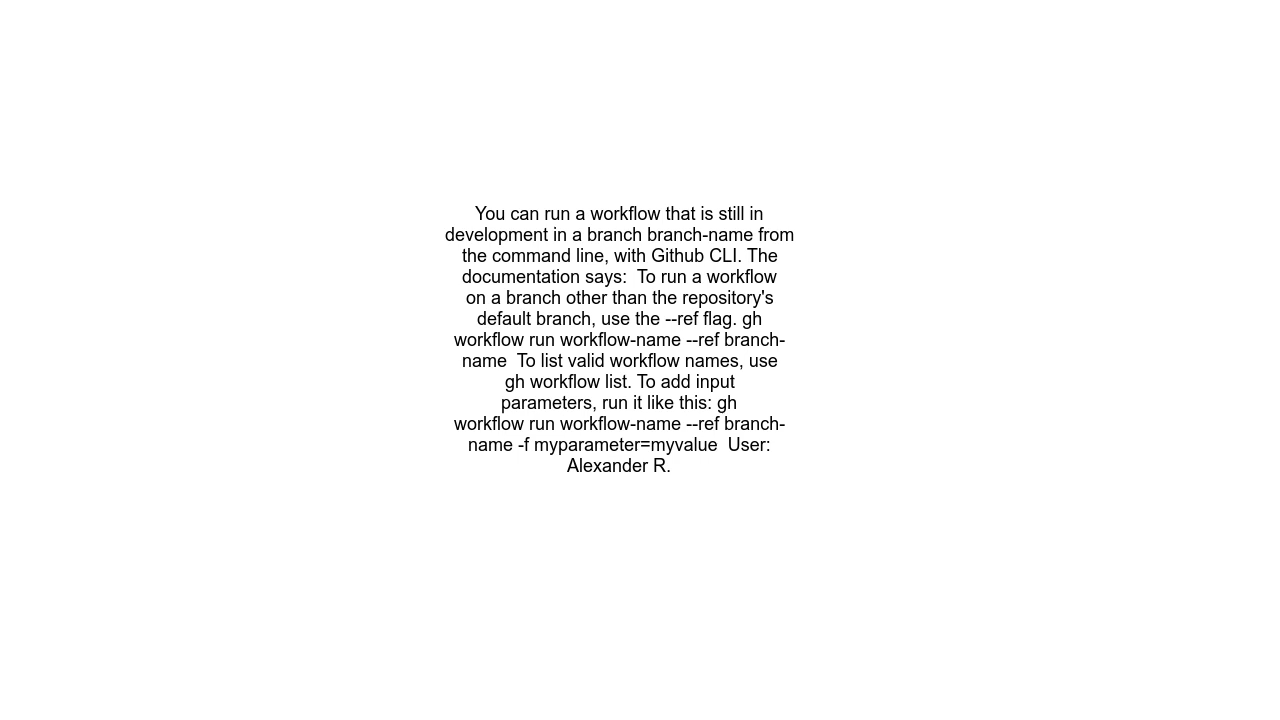 You can run a workflow that is still in
development in a branch branch-name from
the command line, with Github CLI. The
documentation says:  To run a workflow
on a branch other than the repository's
default branch, use the --ref flag. gh
workflow run workflow-name --ref branch-
name  To list valid workflow names, use
gh workflow list. To add input
parameters, run it like this: gh
workflow run workflow-name --ref branch-
name -f myparameter=myvalue  User:
Alexander R.